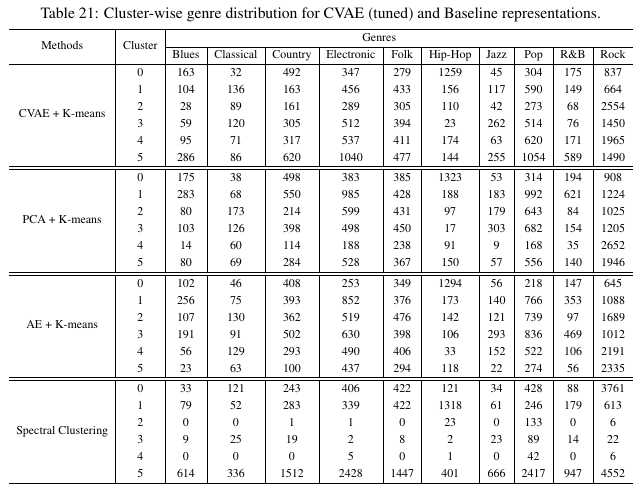 Table 21: Cluster-wise genre distribution for CVAE (tuned) and Baseline representations.
Methods Cluster Genres
Blues Classical Country Electronic Folk Hip-Hop Jazz Pop R&B Rock
CVAE + K-means
0 163 32 492 347 279 1259 45 304 175 837
1 104 136 163 456 433 156 117 590 149 664
2 28 89 161 289 305 110 42 273 68 2554
3 59 120 305 512 394 23 262 514 76 1450
4 95 71 317 537 411 174 63 620 171 1965
5 286 86 620 1040 477 144 255 1054 589 1490
PCA + K-means
0 175 38 498 383 385 1323 53 314 194 908
1 283 68 550 985 428 188 183 992 621 1224
2 80 173 214 599 431 97 179 643 84 1025
3 103 126 398 498 450 17 303 682 154 1205
4 14 60 114 188 238 91 9 168 35 2652
5 80 69 284 528 367 150 57 556 140 1946
AE + K-means
0 102 46 408 253 349 1294 56 218 147 645
1 256 75 393 852 376 173 140 766 353 1088
2 107 130 362 519 476 142 121 739 97 1689
3 191 91 502 630 398 106 293 836 469 1012
4 56 129 293 490 406 33 152 522 106 2191
5 23 63 100 437 294 118 22 274 56 2335
Spectral Clustering
0 33 121 243 406 422 121 34 428 88 3761
1 79 52 283 339 422 1318 61 246 179 613
2 0 0 1 1 0 23 0 133 0 6
3 9 25 19 2 8 2 23 89 14 22
4 0 0 0 5 0 1 0 42 0 6
5 614 336 1512 2428 1447 401 666 2417 947 4552